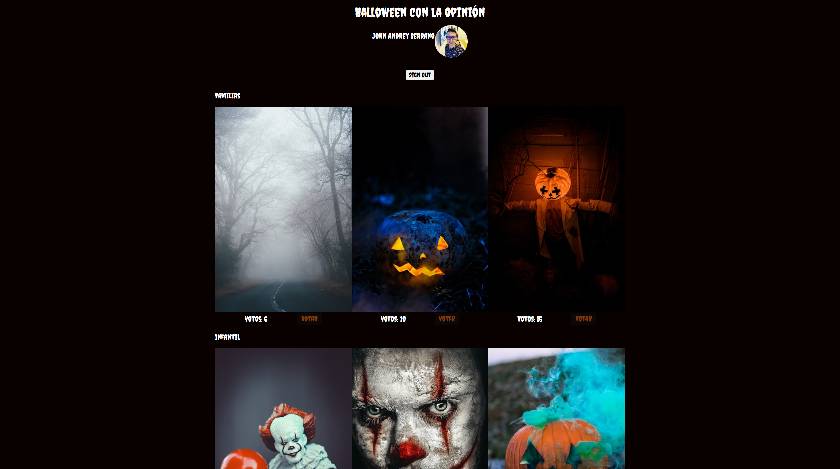 HALLOWEEN CON LA OPINIÓN
JOHN ANDREY SERRANO
SIGN OUT
FAMILIAS
VOTOS: 6 VOTAR
VOTOS: 10 VOTAR
VOTOS: 15 VOTAR
INFANTIL